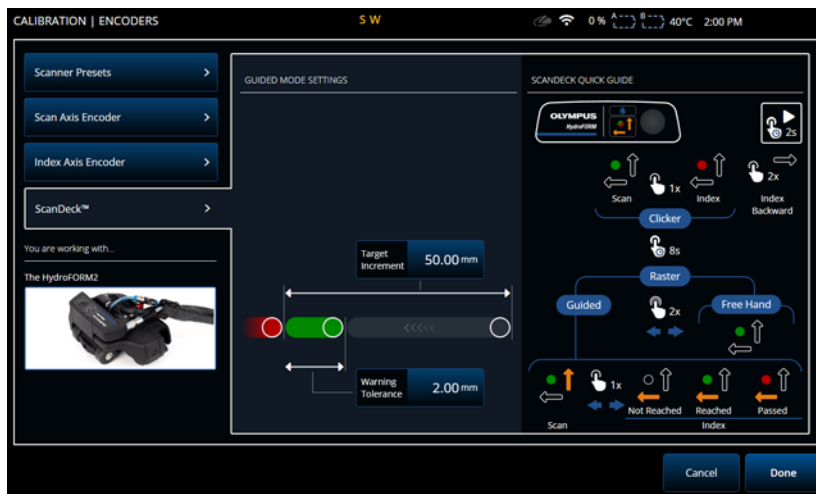 CALIBRATION | ENCODERS
S W
0 %
A
B
40°C
2:00 PM
Scanner Presets
Scan Axis Encoder
Index Axis Encoder
ScanDeck™
You are working with...
The HydroFORM2
GUIDED MODE SETTINGS
Target
Increment
50.00 mm
<<<<<
Warning
Tolerance
2.00 mm
SCANDECK QUICK GUIDE
OLYMPUS
HydroFORM
2s
Scan
1x
Index
2x
Index
Backward
Clicker
8s
Raster
Guided
2x
Free Hand
Scan
1x
Not Reached
Reached
Passed
Index
Cancel
Done